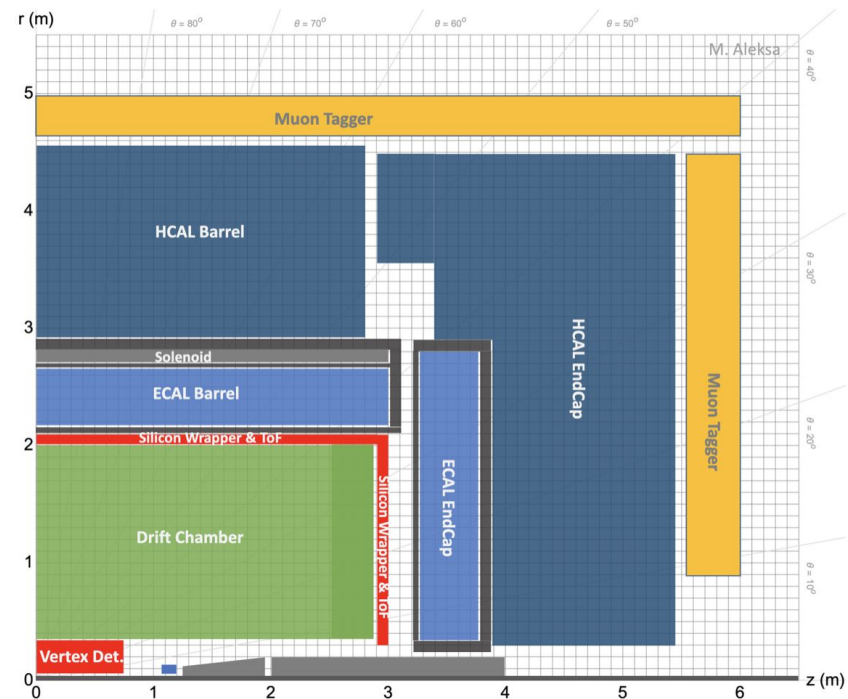 r (m)
θ = 80°
θ = 70°
θ = 60°
θ = 50°
M. Aleksa
θ = 40°
5
Muon Tagger
4
HCAL Barrel
θ = 30°
3
Solenoid
ECAL Barrel
HCAL EndCap
Muon Tagger
Silicon Wrapper & ToF
2
θ = 20°
Silicon Wrapper & ToF
ECAL EndCap
Drift Chamber
1
θ = 10°
Vertex Det.
0
z (m)
0 1 2 3 4 5 6